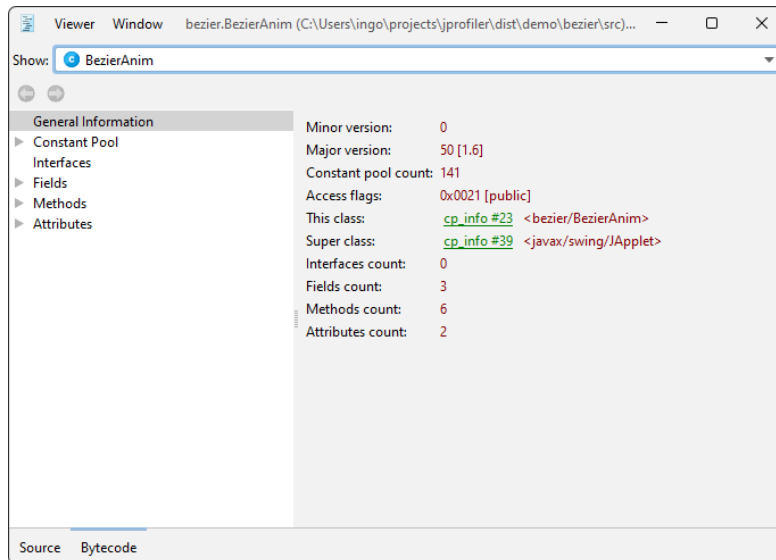 Viewer Window bezier.BezierAnim (C:\Users\ingo\projects\jprofiler\dist\demo\bezier\src)...
Show: C BezierAnim
General Information
Constant Pool
Interfaces
Fields
Methods
Attributes
Minor version: 0
Major version: 50 [1.6]
Constant pool count: 141
Access flags: 0x0021 [public]
This class: cp_info #23 <bezier/BezierAnim>
Super class: cp_info #39 <javax/swing/JApplet>
Interfaces count: 0
Fields count: 3
Methods count: 6
Attributes count: 2
Source Bytecode